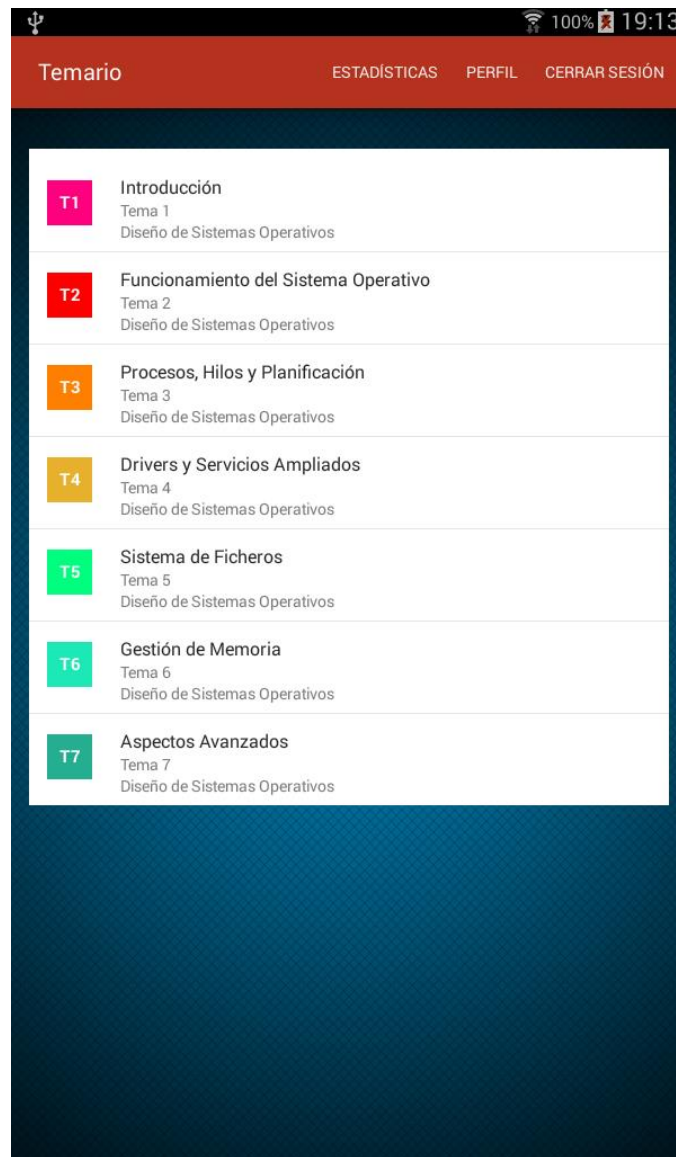 100% 19:13
Temario ESTADÍSTICAS PERFIL CERRAR SESIÓN
T1
Introducción
Tema 1
Diseño de Sistemas Operativos
T2
Funcionamiento del Sistema Operativo
Tema 2
Diseño de Sistemas Operativos
T3
Procesos, Hilos y Planificación
Tema 3
Diseño de Sistemas Operativos
T4
Drivers y Servicios Ampliados
Tema 4
Diseño de Sistemas Operativos
T5
Sistema de Ficheros
Tema 5
Diseño de Sistemas Operativos
T6
Gestión de Memoria
Tema 6
Diseño de Sistemas Operativos
T7
Aspectos Avanzados
Tema 7
Diseño de Sistemas Operativos